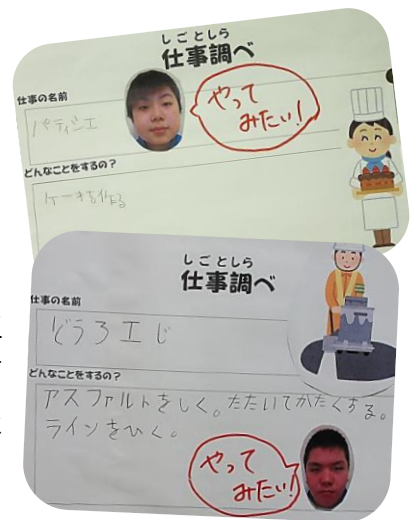 しごとしら
仕事調べ
仕事の名前
パティシエ
やって
みたい!
どんなことをするの?
ケーキを作る
しごとしら
仕事調べ
仕事の名前
どうろエじ
どんなことをするの?
アスファルトをしく。たたいてかたくする。
ラインをひく。
やって
みたい!